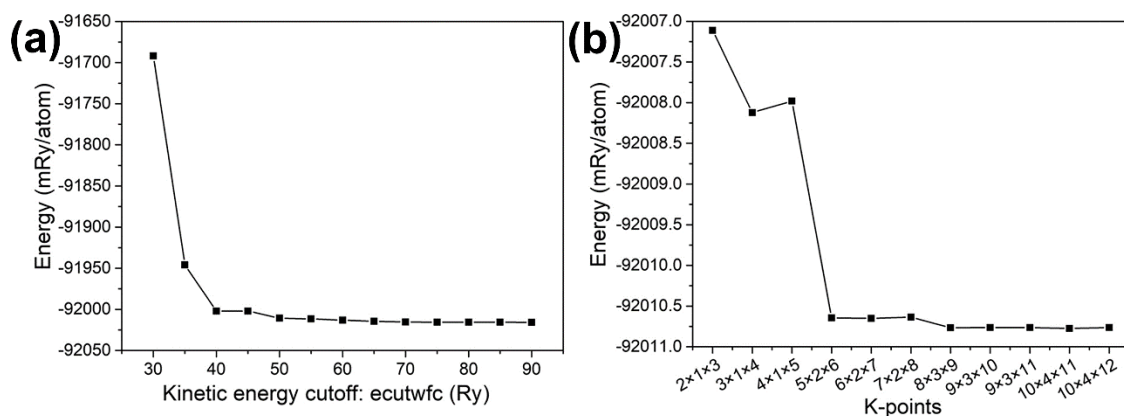 (a)
Energy (mRy/atom)
-91650
-91700
-91750
-91800
-91850
-91900
-91950
-92000
-92050
30 40 50 60 70 80 90
Kinetic energy cutoff: ecutwfc (Ry)
(b)
Energy (mRy/atom)
-92007.0
-92007.5
-92008.0
-92008.5
-92009.0
-92009.5
-92010.0
-92010.5
-92011.0
2×1×3 3×1×4 4×1×5 5×2×6 6×2×7 7×2×8 8×3×9 9×3×10 9×3×11 10×4×11 10×4×12
K-points